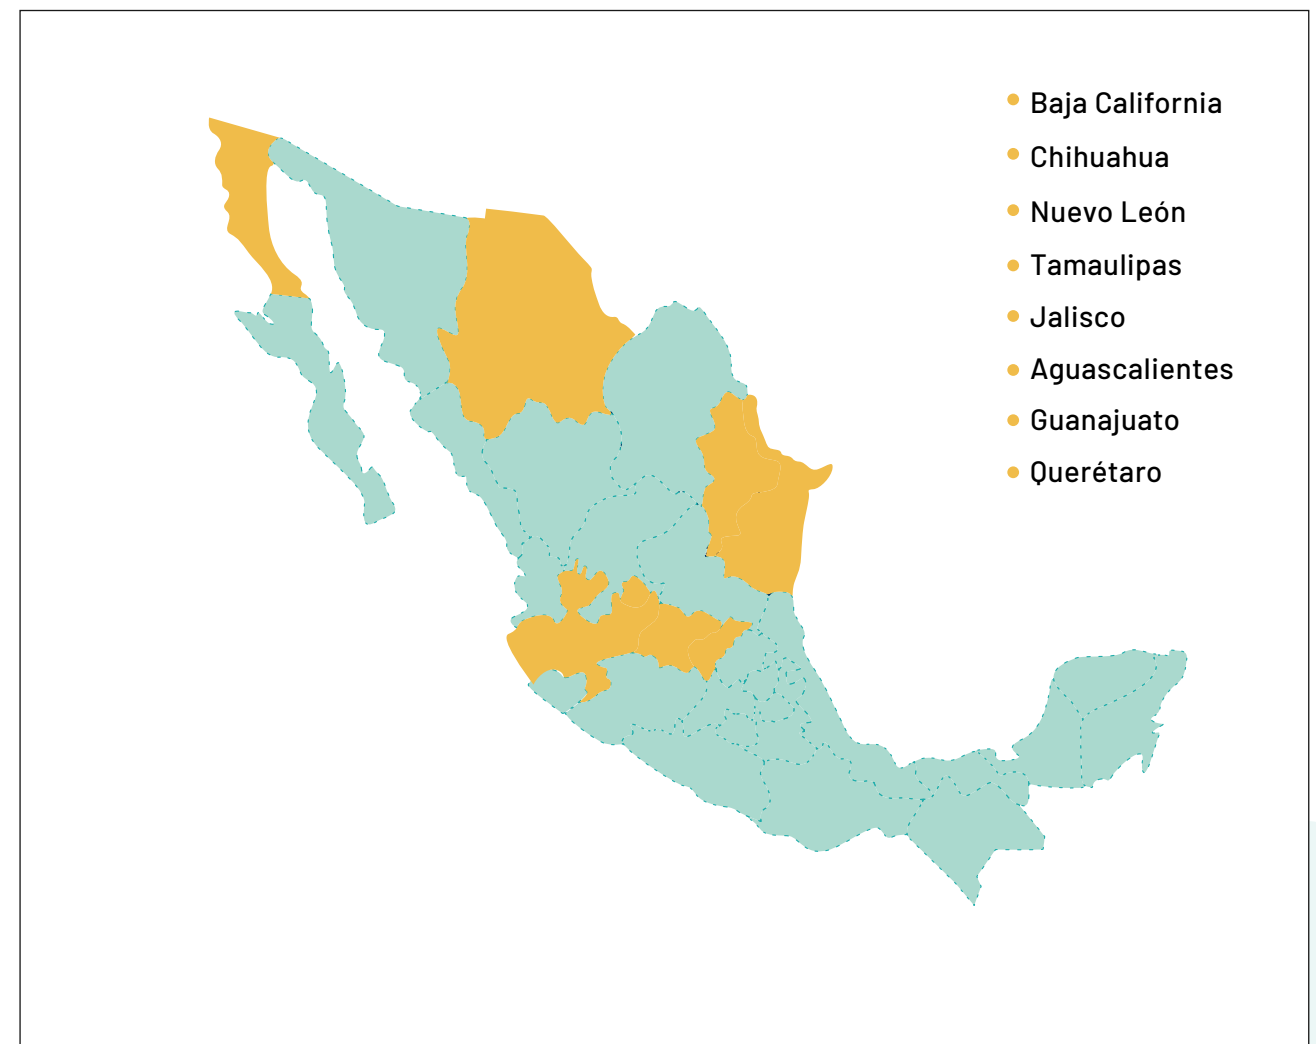 Baja California
Chihuahua
Nuevo León
Tamaulipas
Jalisco
Aguascalientes
Guanajuato
Querétaro